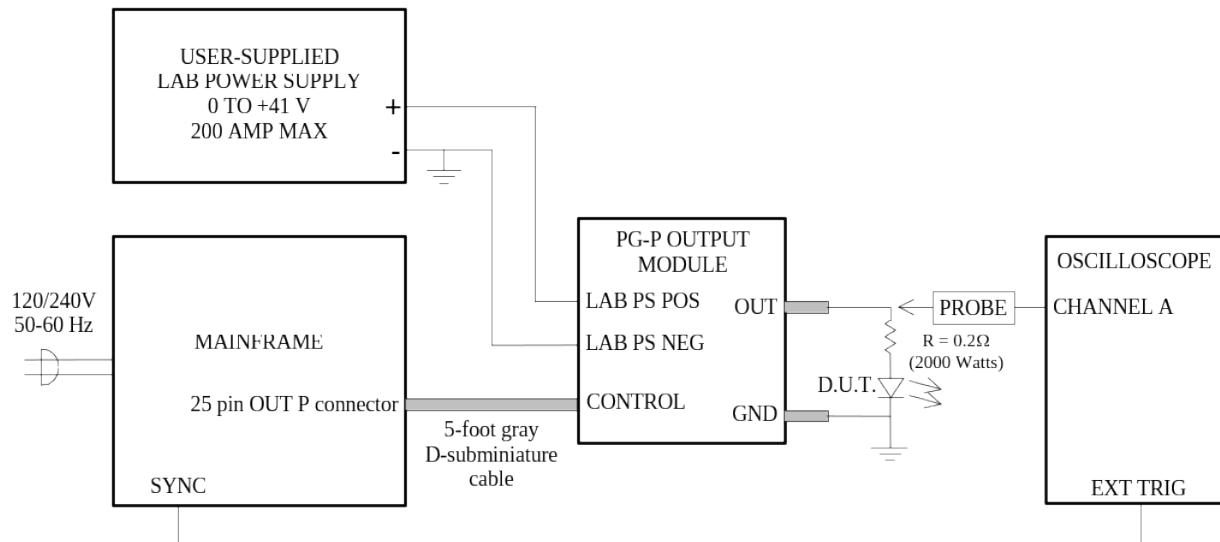 USER-SUPPLIED
LAB POWER SUPPLY
0 TO +41 V
200 AMP MAX
+
-
120/240V
50-60 Hz
MAINFRAME
25 pin OUT P connector
SYNC
5-foot gray
D-subminiature
cable
PG-P OUTPUT
MODULE
LAB PS POS
OUT
LAB PS NEG
CONTROL
GND
PROBE
R = 0.2Ω
(2000 Watts)
D.U.T.
OSCILLOSCOPE
CHANNEL A
EXT TRIG